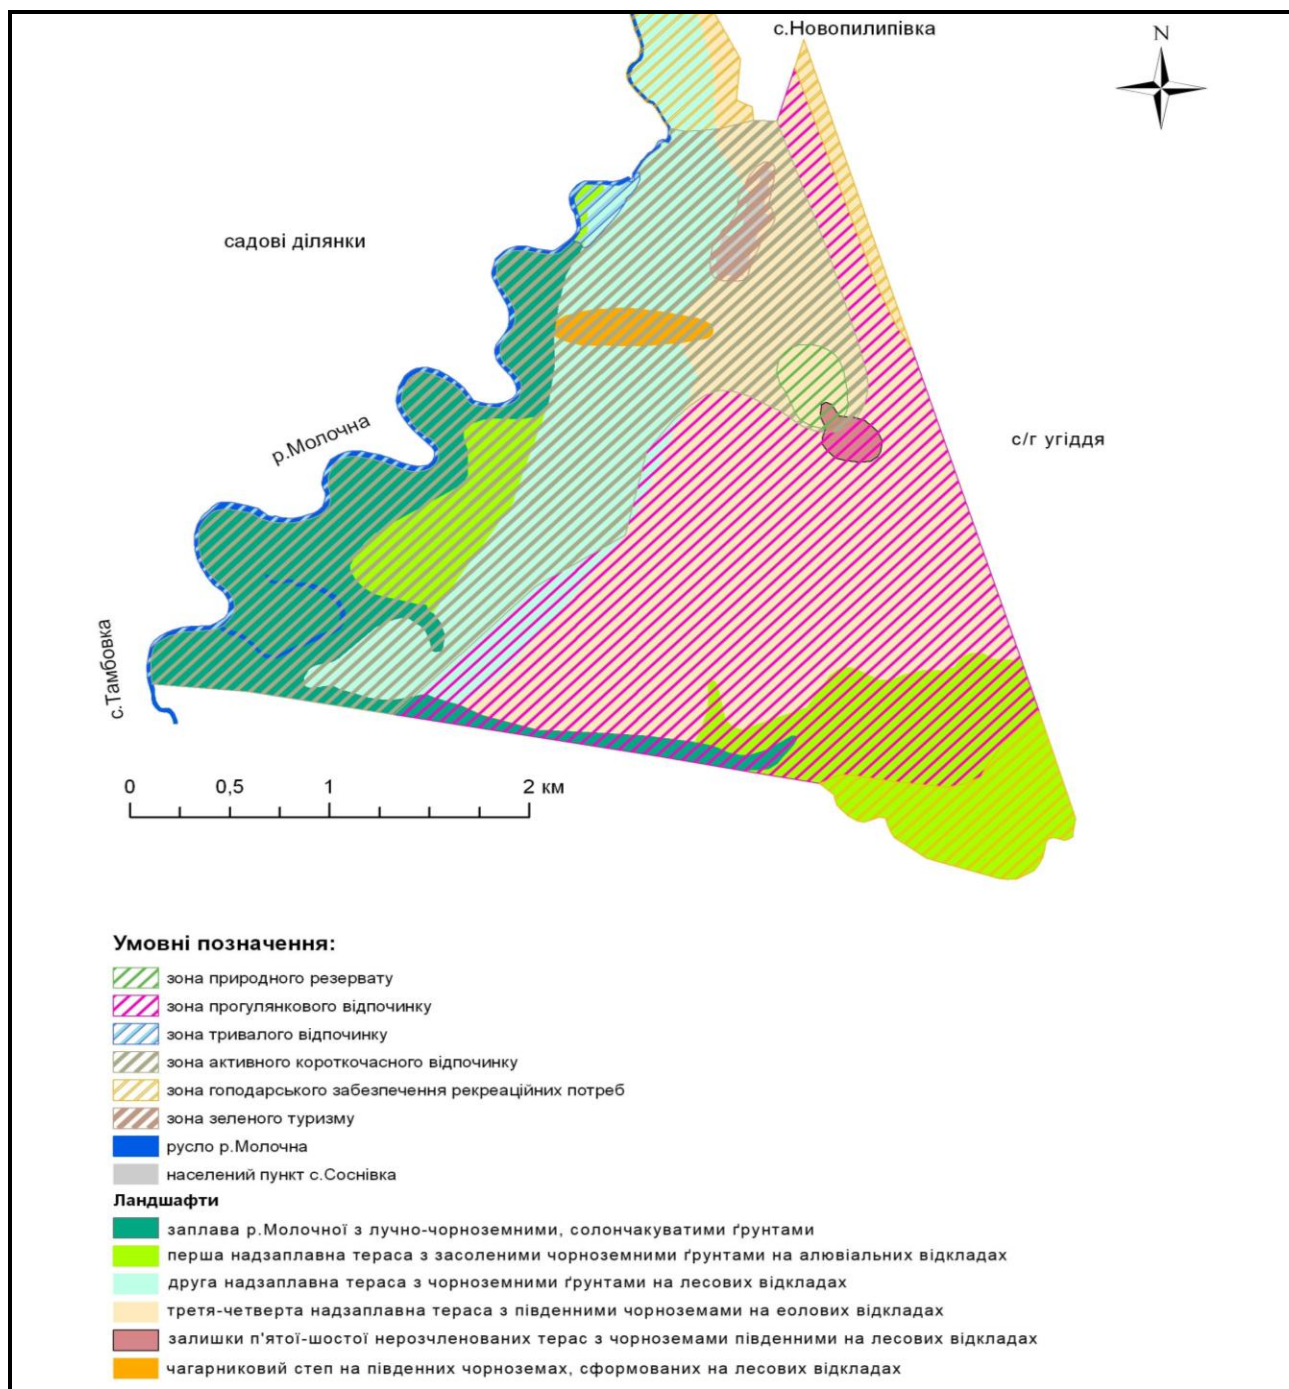 с.Новопилипівка
N
садові ділянки
р.Молочна
с/г угіддя
с.Тамбовка
0 0,5 1 2 км
Умовні позначення:
зона природного резервату
зона прогулянкового відпочинку
зона тривалого відпочинку
зона активного короткочасного відпочинку
зона гоподарського забезпечення рекреаційних потреб
зона зеленого туризму
русло р.Молочна
населений пункт с.Соснівка
Ландшафти
заплава р.Молочної з лучно-чорноземними, солончакуватими ґрунтами
перша надзаплавна тераса з засоленими чорноземними ґрунтами на алювіальних відкладах
друга надзаплавна тераса з чорноземними ґрунтами на лесових відкладах
третя-четверта надзаплавна тераса з південними чорноземами на еолових відкладах
залишки п'ятої-шостої нерозчленованих терас з чорноземами південними на лесових відкладах
чагарниковий степ на південних чорноземах, сформованих на лесових відкладах